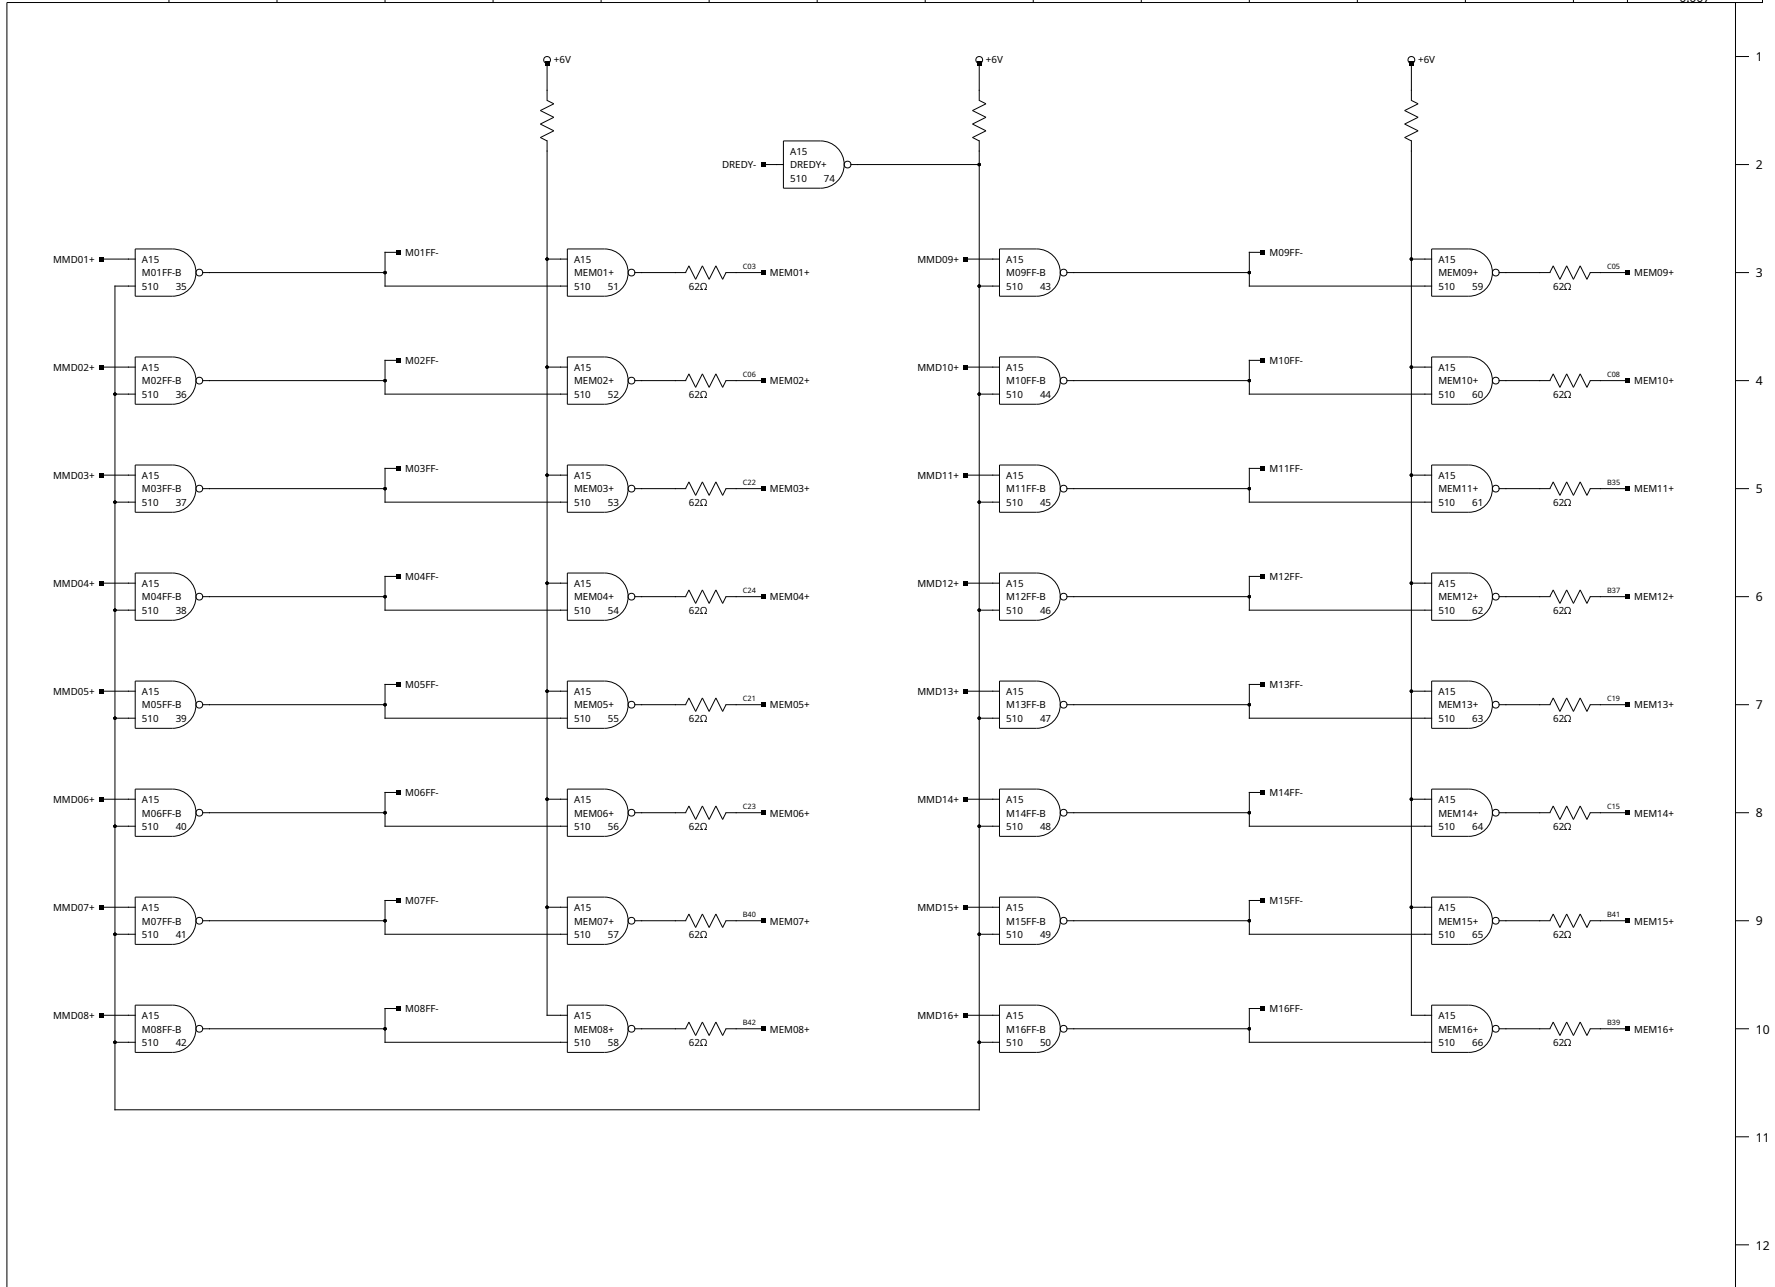 +6V +6V +6V 1
A15
DREDY- DREDY+ 2
510 74
M01FF- M09FF-
MMD01+ A15 A15 MMD09+ A15 A15
M01FF-B MEM01+ C03 MEM01+ M09FF-B MEM09+ C05 MEM09+ 3
510 35 510 51 62Ω 510 43 510 59 62Ω
M02FF- M10FF-
MMD02+ A15 A15 MMD10+ A15 A15
M02FF-B MEM02+ C06 MEM02+ M10FF-B MEM10+ C08 MEM10+ 4
510 36 510 52 62Ω 510 44 510 60 62Ω
M03FF- M11FF-
MMD03+ A15 A15 MMD11+ A15 A15
M03FF-B MEM03+ C22 MEM03+ M11FF-B MEM11+ B35 MEM11+ 5
510 37 510 53 62Ω 510 45 510 61 62Ω
M04FF- M12FF-
MMD04+ A15 A15 MMD12+ A15 A15
M04FF-B MEM04+ C24 MEM04+ M12FF-B MEM12+ B37 MEM12+ 6
510 38 510 54 62Ω 510 46 510 62 62Ω
M05FF- M13FF-
MMD05+ A15 A15 MMD13+ A15 A15
M05FF-B MEM05+ C21 MEM05+ M13FF-B MEM13+ C19 MEM13+ 7
510 39 510 55 62Ω 510 47 510 63 62Ω
M06FF- M14FF-
MMD06+ A15 A15 MMD14+ A15 A15
M06FF-B MEM06+ C23 MEM06+ M14FF-B MEM14+ C15 MEM14+ 8
510 40 510 56 62Ω 510 48 510 64 62Ω
M07FF- M15FF-
MMD07+ A15 A15 MMD15+ A15 A15
M07FF-B MEM07+ B40 MEM07+ M15FF-B MEM15+ B41 MEM15+ 9
510 41 510 57 62Ω 510 49 510 65 62Ω
M08FF- M16FF-
MMD08+ A15 A15 MMD16+ A15 A15
M08FF-B MEM08+ B42 MEM08+ M16FF-B MEM16+ B39 MEM16+ 10
510 42 510 58 62Ω 510 50 510 66 62Ω
11
12